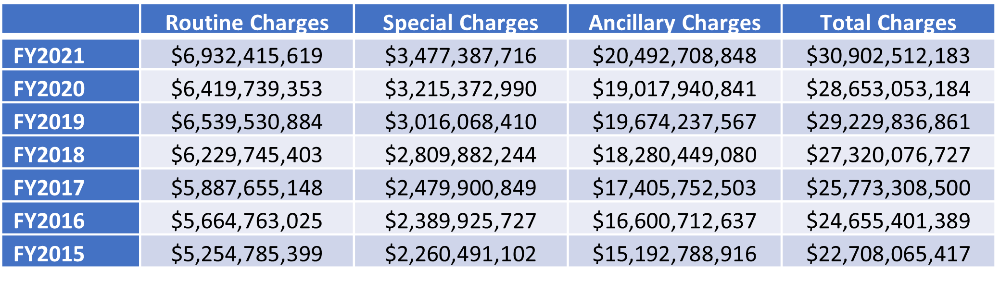 Routine Charges Special Charges Ancillary Charges Total Charges
FY2021 $6,932,415,619 $3,477,387,716 $20,492,708,848 $30,902,512,183
FY2020 $6,419,739,353 $3,215,372,990 $19,017,940,841 $28,653,053,184
FY2019 $6,539,530,884 $3,016,068,410 $19,674,237,567 $29,229,836,861
FY2018 $6,229,745,403 $2,809,882,244 $18,280,449,080 $27,320,076,727
FY2017 $5,887,655,148 $2,479,900,849 $17,405,752,503 $25,773,308,500
FY2016 $5,664,763,025 $2,389,925,727 $16,600,712,637 $24,655,401,389
FY2015 $5,254,785,399 $2,260,491,102 $15,192,788,916 $22,708,065,417